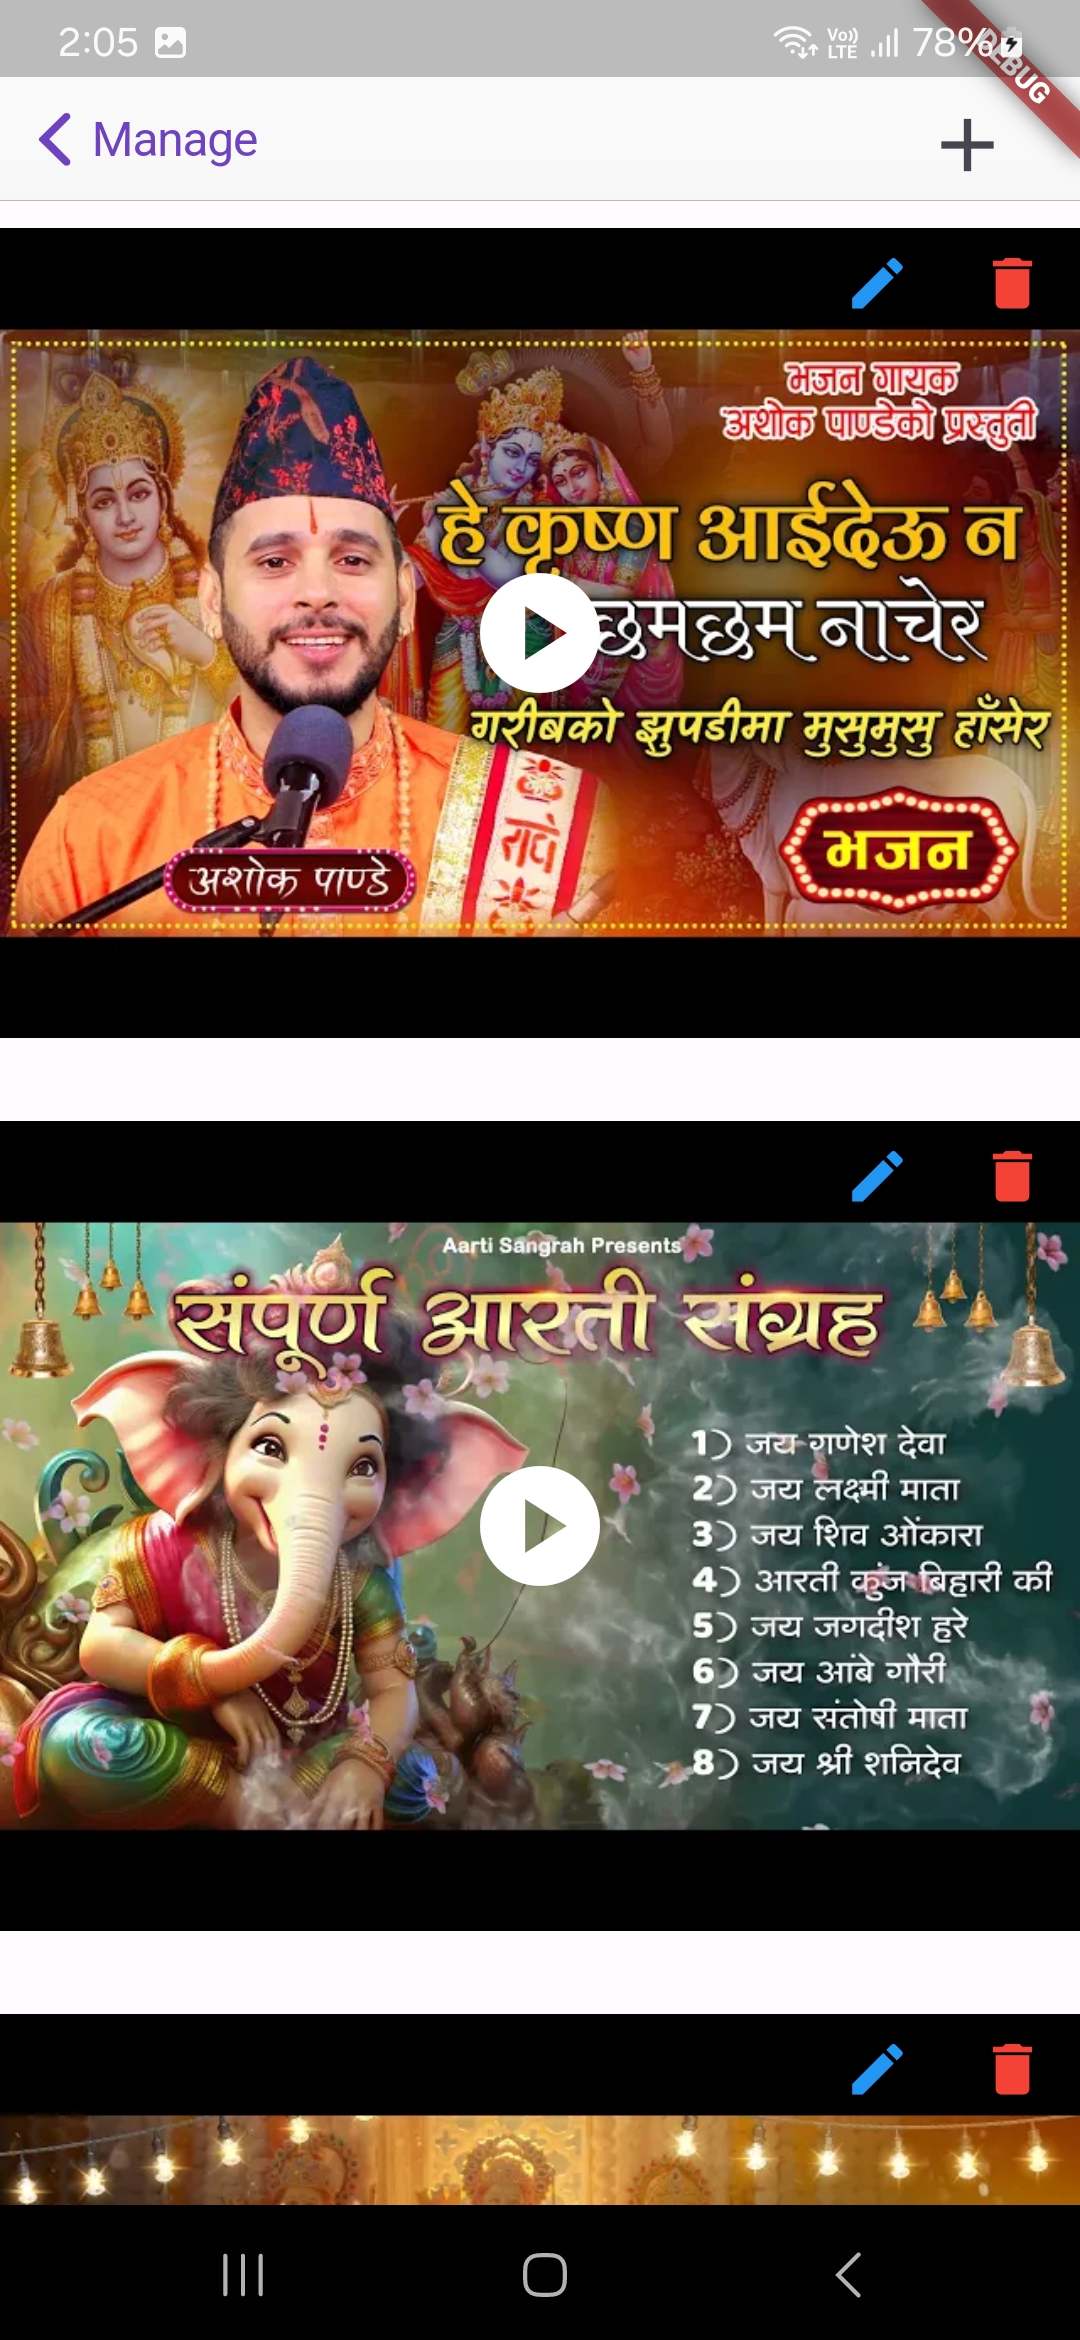 2:05
Vo))
LTE
78%
DEBUG
Manage
भजन गायक
अशोक पाण्डेको प्रस्तुती
हे कृष्ण आईदेऊ न
छमछम नाचेर
गरीबको झुपडीमा मुसुमुसु हाँसेर
राधे
अशोक पाण्डे
भजन
Aarti Sangrah Presents
संपूर्ण आरती संग्रह
1) जय गणेश देवा
2) जय लक्ष्मी माता
3) जय शिव ओंकारा
4) आरती कुंज बिहारी की
5) जय जगदीश हरे
6) जय आंबे गौरी
7) जय संतोषी माता
8) जय श्री शनिदेव